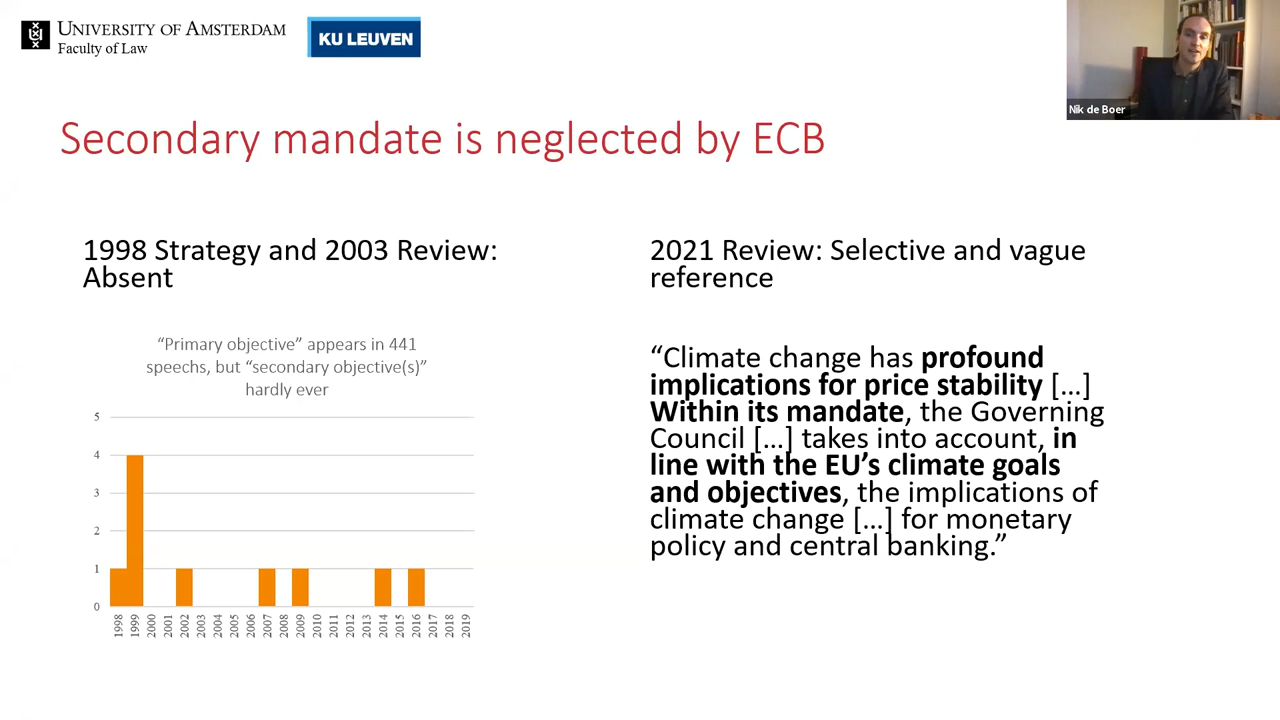 UNIVERSITY OF AMSTERDAM
Faculty of Law
KU LEUVEN
Nik de Boer
Secondary mandate is neglected by ECB
1998 Strategy and 2003 Review:
Absent
“Primary objective” appears in 441
speechs, but “secondary objective(s)”
hardly ever
5
4
3
2
1
0
1998
1999
2000
2001
2002
2003
2004
2005
2006
2007
2008
2009
2010
2011
2012
2013
2014
2015
2016
2017
2018
2019
2021 Review: Selective and vague
reference
“Climate change has profound
implications for price stability [...]
Within its mandate, the Governing
Council [...] takes into account, in
line with the EU’s climate goals
and objectives, the implications of
climate change [...] for monetary
policy and central banking.”